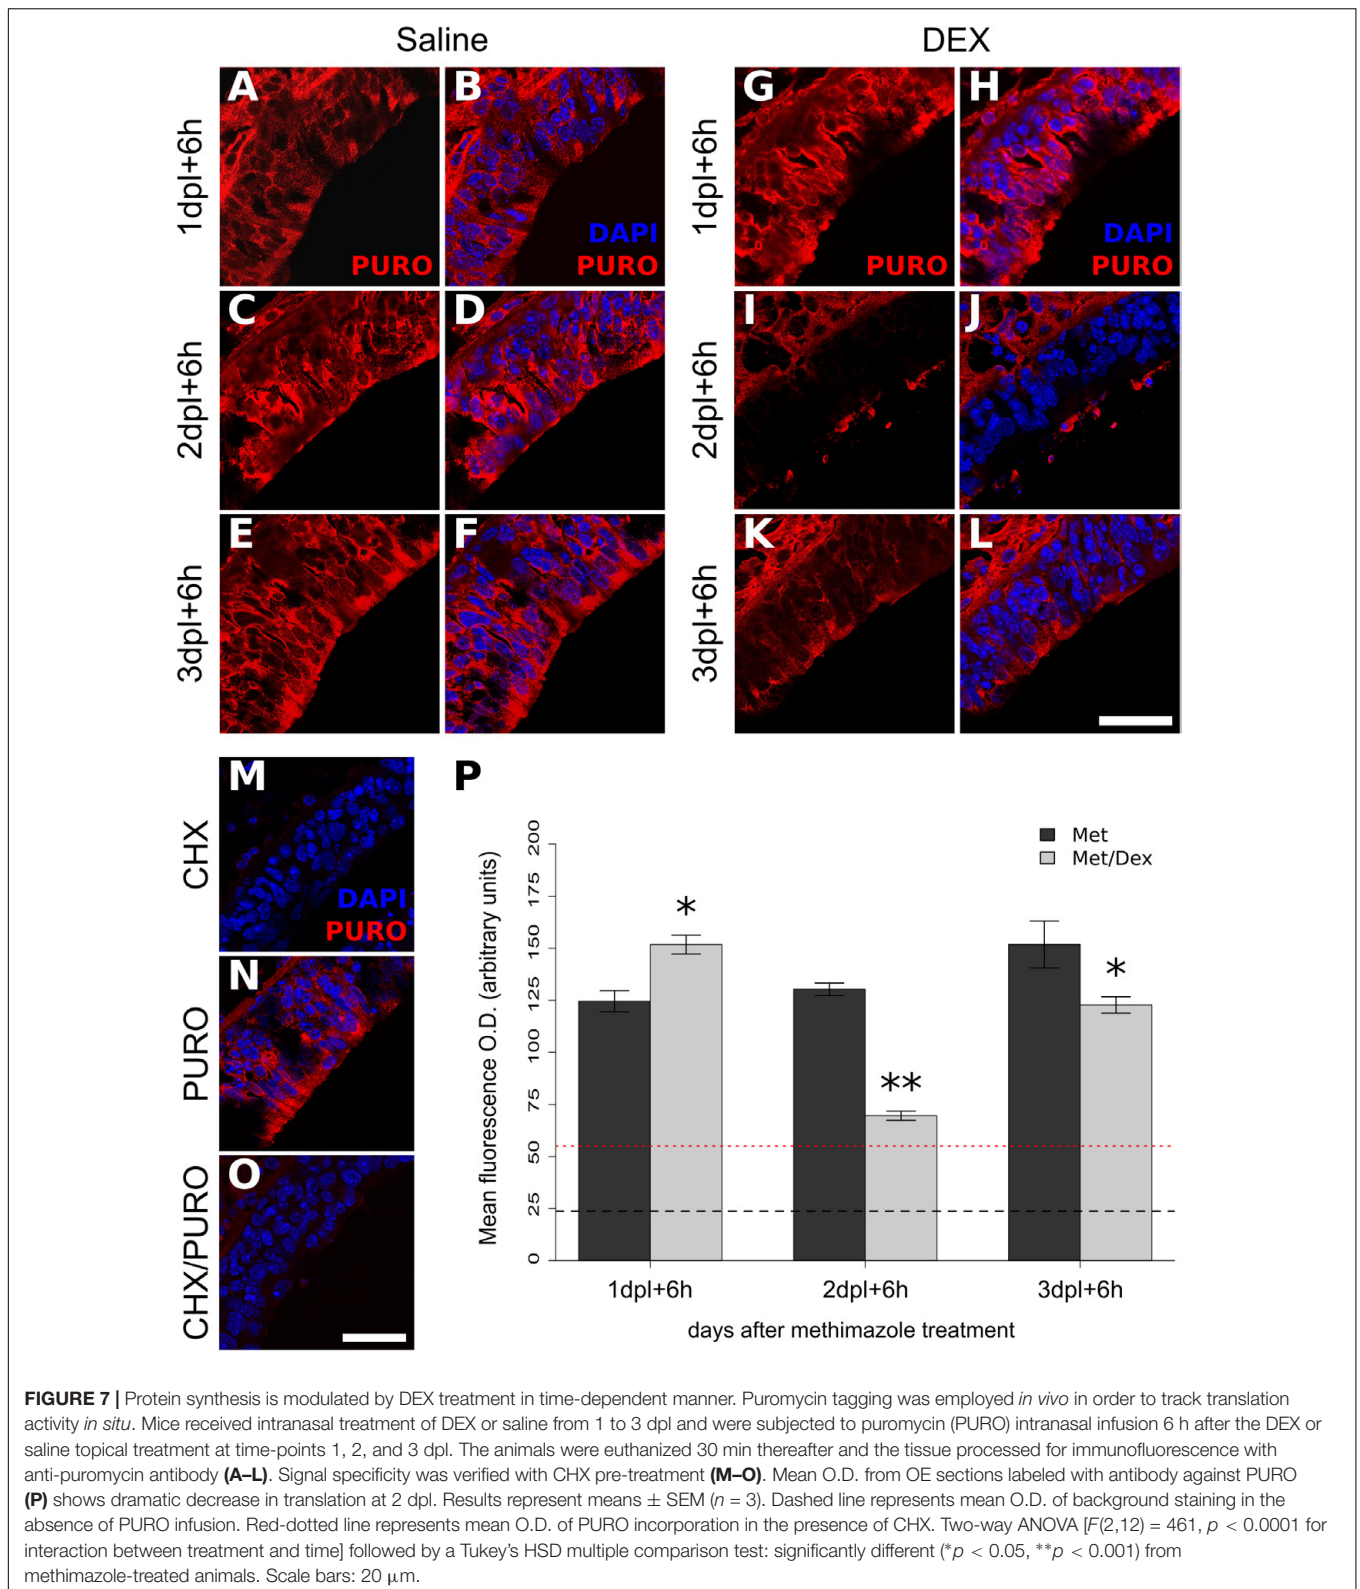 Saline DEX
A B G H
1dpl+6h 1dpl+6h
PURO DAPI PURO PURO DAPI PURO
C D I J
2dpl+6h 2dpl+6h
E F K L
3dpl+6h 3dpl+6h
M P
CHX
DAPI
PURO
N
PURO
O
CHX/PURO
Met
Met/Dex
Mean fluorescence O.D. (arbitrary units)
200
175
150
125
100
75
50
25
0
*
**
*
1dpl+6h 2dpl+6h 3dpl+6h
days after methimazole treatment
FIGURE 7 | Protein synthesis is modulated by DEX treatment in time-dependent manner. Puromycin tagging was employed in vivo in order to track translation
activity in situ. Mice received intranasal treatment of DEX or saline from 1 to 3 dpl and were subjected to puromycin (PURO) intranasal infusion 6 h after the DEX or
saline topical treatment at time-points 1, 2, and 3 dpl. The animals were euthanized 30 min thereafter and the tissue processed for immunofluorescence with
anti-puromycin antibody (A–L). Signal specificity was verified with CHX pre-treatment (M–O). Mean O.D. from OE sections labeled with antibody against PURO
(P) shows dramatic decrease in translation at 2 dpl. Results represent means ± SEM (n = 3). Dashed line represents mean O.D. of background staining in the
absence of PURO infusion. Red-dotted line represents mean O.D. of PURO incorporation in the presence of CHX. Two-way ANOVA [F(2,12) = 461, p < 0.0001 for
interaction between treatment and time] followed by a Tukey's HSD multiple comparison test: significantly different (*p < 0.05, **p < 0.001) from
methimazole-treated animals. Scale bars: 20 μm.